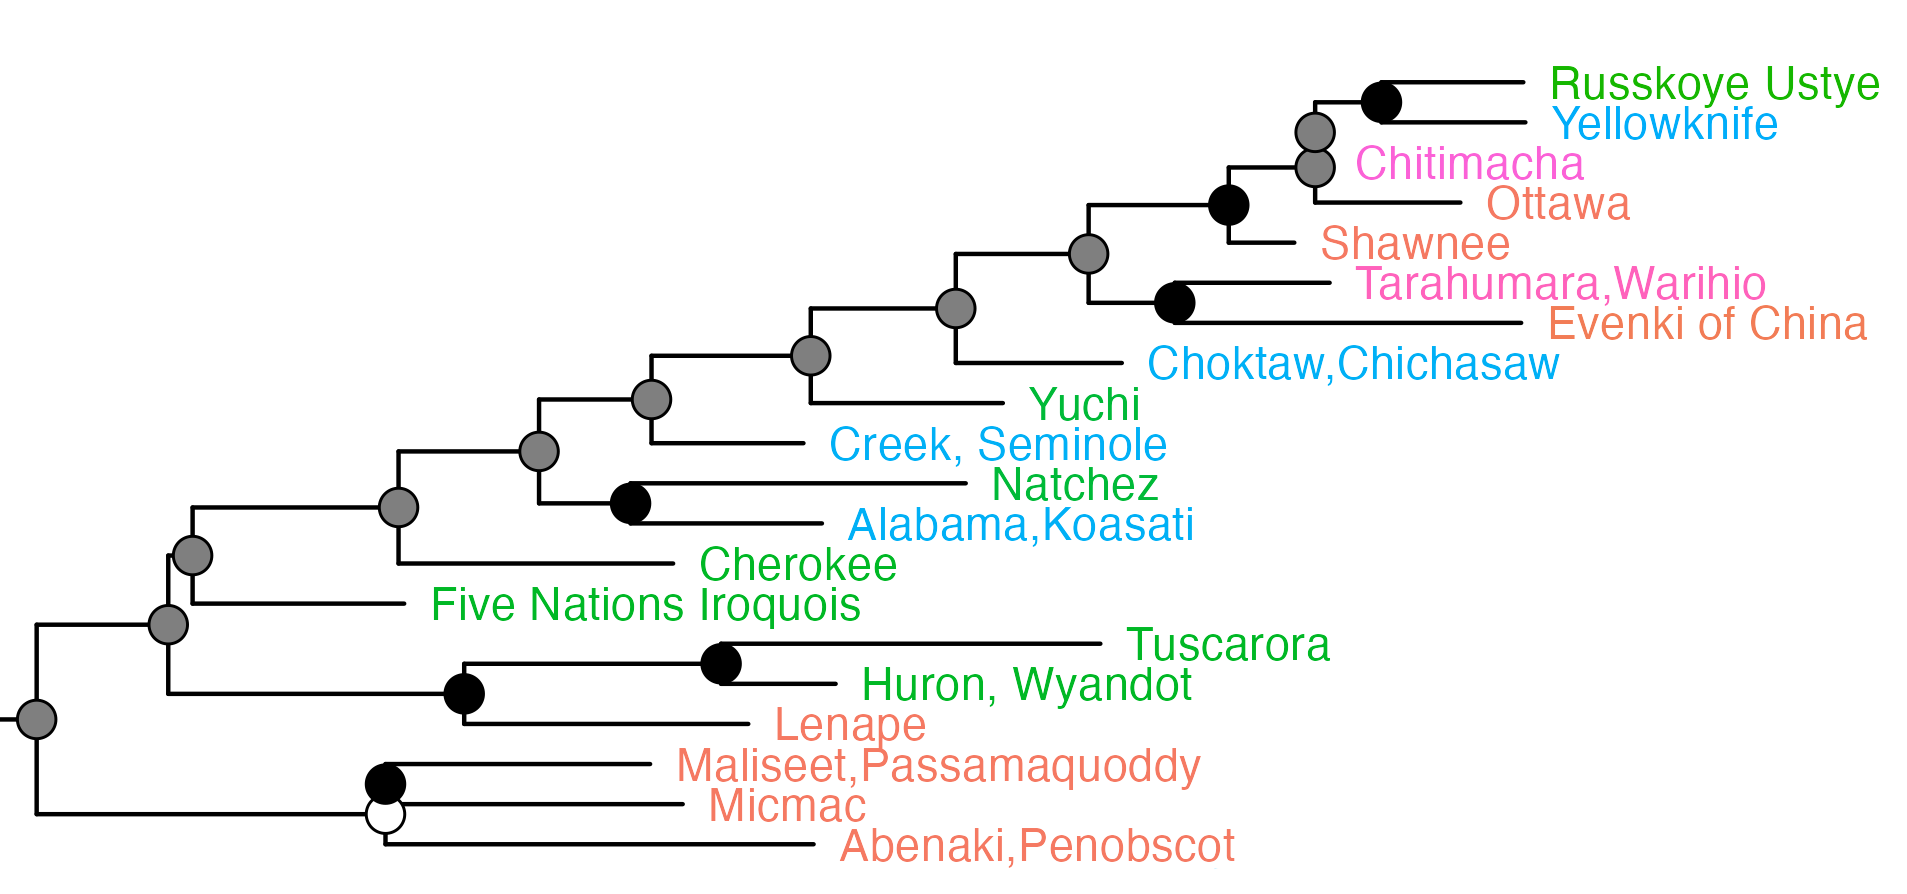 Russkoye Ustye
Yellowknife
Chitimacha
Ottawa
Shawnee
Tarahumara,Warihio
Evenki of China
Choktaw,Chichasaw
Yuchi
Creek, Seminole
Natchez
Alabama,Koasati
Cherokee
Five Nations Iroquois
Tuscarora
Huron, Wyandot
Lenape
Maliseet,Passamaquoddy
Micmac
Abenaki,Penobscot